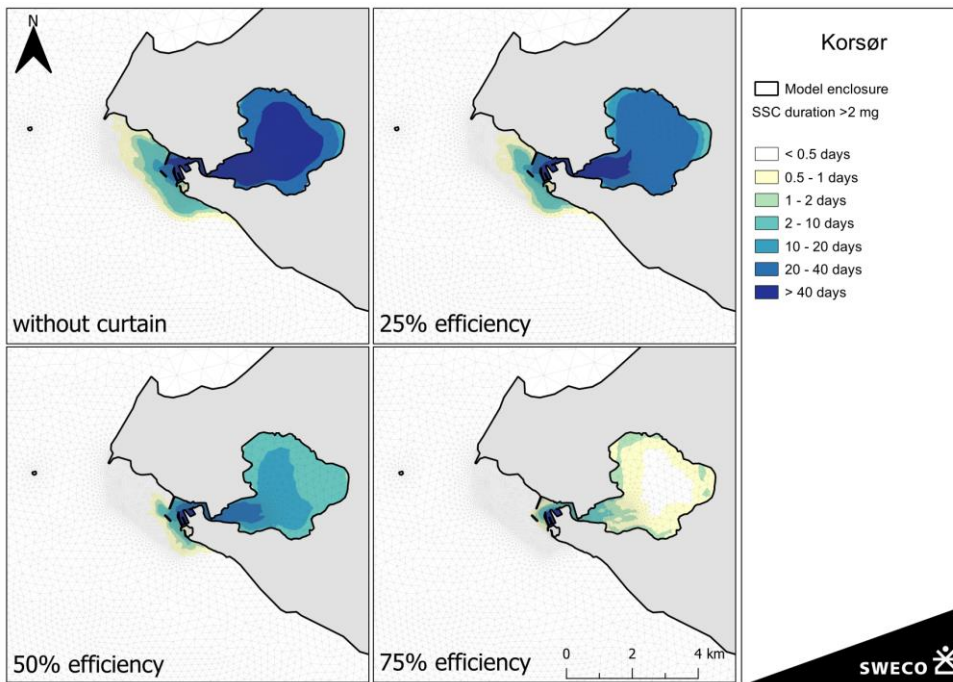 N
without curtain
25% efficiency
50% efficiency
75% efficiency
0 2 4 km
Korsør
Model enclosure
SSC duration >2 mg
< 0.5 days
0.5 - 1 days
1 - 2 days
2 - 10 days
10 - 20 days
20 - 40 days
> 40 days
SWECO